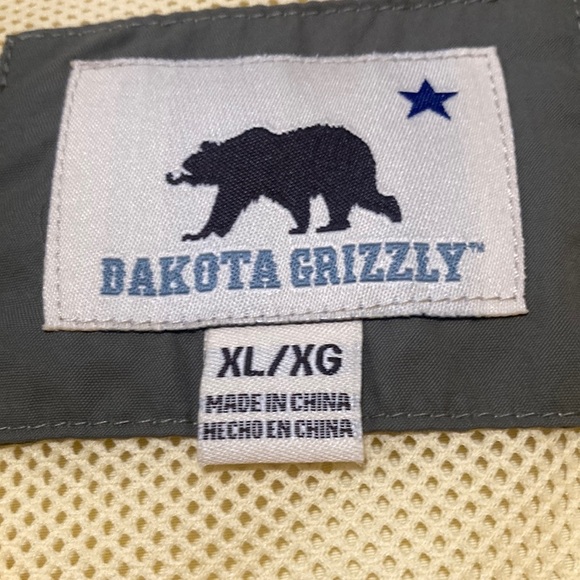 DAKOTA GRIZZLY™
XL/XG
MADE IN CHINA
HECHO EN CHINA